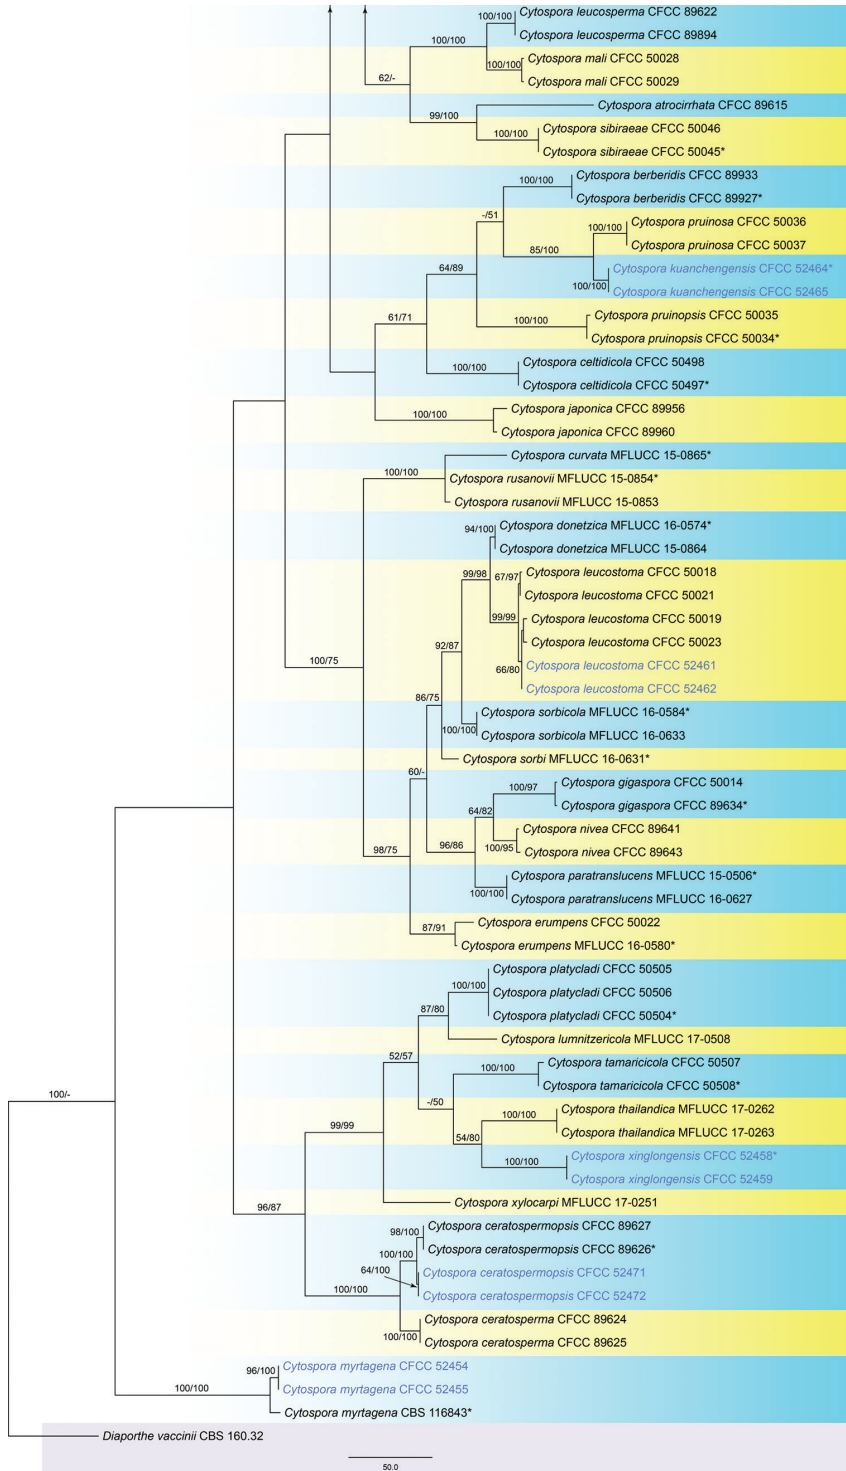 100/100
Cytospora leucosperma CFCC 89622
Cytospora leucosperma CFCC 89894
100/100
100/100
Cytospora mali CFCC 50028
Cytospora mali CFCC 50029
62/-
Cytospora atrocirrhata CFCC 89615
99/100
100/100
Cytospora sibiraeae CFCC 50046
Cytospora sibiraeae CFCC 50045*
100/100
Cytospora berberidis CFCC 89933
Cytospora berberidis CFCC 89927*
-/51
100/100
Cytospora pruinosa CFCC 50036
Cytospora pruinosa CFCC 50037
85/100
Cytospora kuanchengensis CFCC 52464*
100/100
Cytospora kuanchengensis CFCC 52465
64/89
Cytospora pruinopsis CFCC 50035
100/100
Cytospora pruinopsis CFCC 50034*
61/71
Cytospora celtidicola CFCC 50498
100/100
Cytospora celtidicola CFCC 50497*
Cytospora japonica CFCC 89956
100/100
Cytospora japonica CFCC 89960
Cytospora curvata MFLUCC 15-0865*
100/100
Cytospora rusanovii MFLUCC 15-0854*
Cytospora rusanovii MFLUCC 15-0853
94/100
Cytospora donetzica MFLUCC 16-0574*
Cytospora donetzica MFLUCC 15-0864
99/98
67/97
Cytospora leucostoma CFCC 50018
Cytospora leucostoma CFCC 50021
99/99
Cytospora leucostoma CFCC 50019
Cytospora leucostoma CFCC 50023
92/87
66/80
Cytospora leucostoma CFCC 52461
Cytospora leucostoma CFCC 52462
100/75
86/75
Cytospora sorbicola MFLUCC 16-0584*
100/100
Cytospora sorbicola MFLUCC 16-0633
Cytospora sorbi MFLUCC 16-0631*
60/-
100/97
Cytospora gigaspora CFCC 50014
Cytospora gigaspora CFCC 89634*
64/82
Cytospora nivea CFCC 89641
100/95
Cytospora nivea CFCC 89643
98/75
96/86
Cytospora paratranslucens MFLUCC 15-0506*
100/100
Cytospora paratranslucens MFLUCC 16-0627
87/91
Cytospora erumpens CFCC 50022
Cytospora erumpens MFLUCC 16-0580*
Cytospora platycladi CFCC 50505
100/100
Cytospora platycladi CFCC 50506
Cytospora platycladi CFCC 50504*
87/80
Cytospora lumnitzericola MFLUCC 17-0508
52/57
Cytospora tamaricicola CFCC 50507
100/100
Cytospora tamaricicola CFCC 50508*
100/-
-/50
Cytospora thailandica MFLUCC 17-0262
100/100
Cytospora thailandica MFLUCC 17-0263
99/99
54/80
Cytospora xinglongensis CFCC 52458*
100/100
Cytospora xinglongensis CFCC 52459
Cytospora xylocarpi MFLUCC 17-0251
96/87
98/100
Cytospora ceratospermopsis CFCC 89627
Cytospora ceratospermopsis CFCC 89626*
100/100
64/100
Cytospora ceratospermopsis CFCC 52471
Cytospora ceratospermopsis CFCC 52472
100/100
Cytospora ceratosperma CFCC 89624
100/100
Cytospora ceratosperma CFCC 89625
96/100
Cytospora myrtagena CFCC 52454
Cytospora myrtagena CFCC 52455
100/100
Cytospora myrtagena CBS 116843*
Diaporthe vaccinii CBS 160.32
50.0